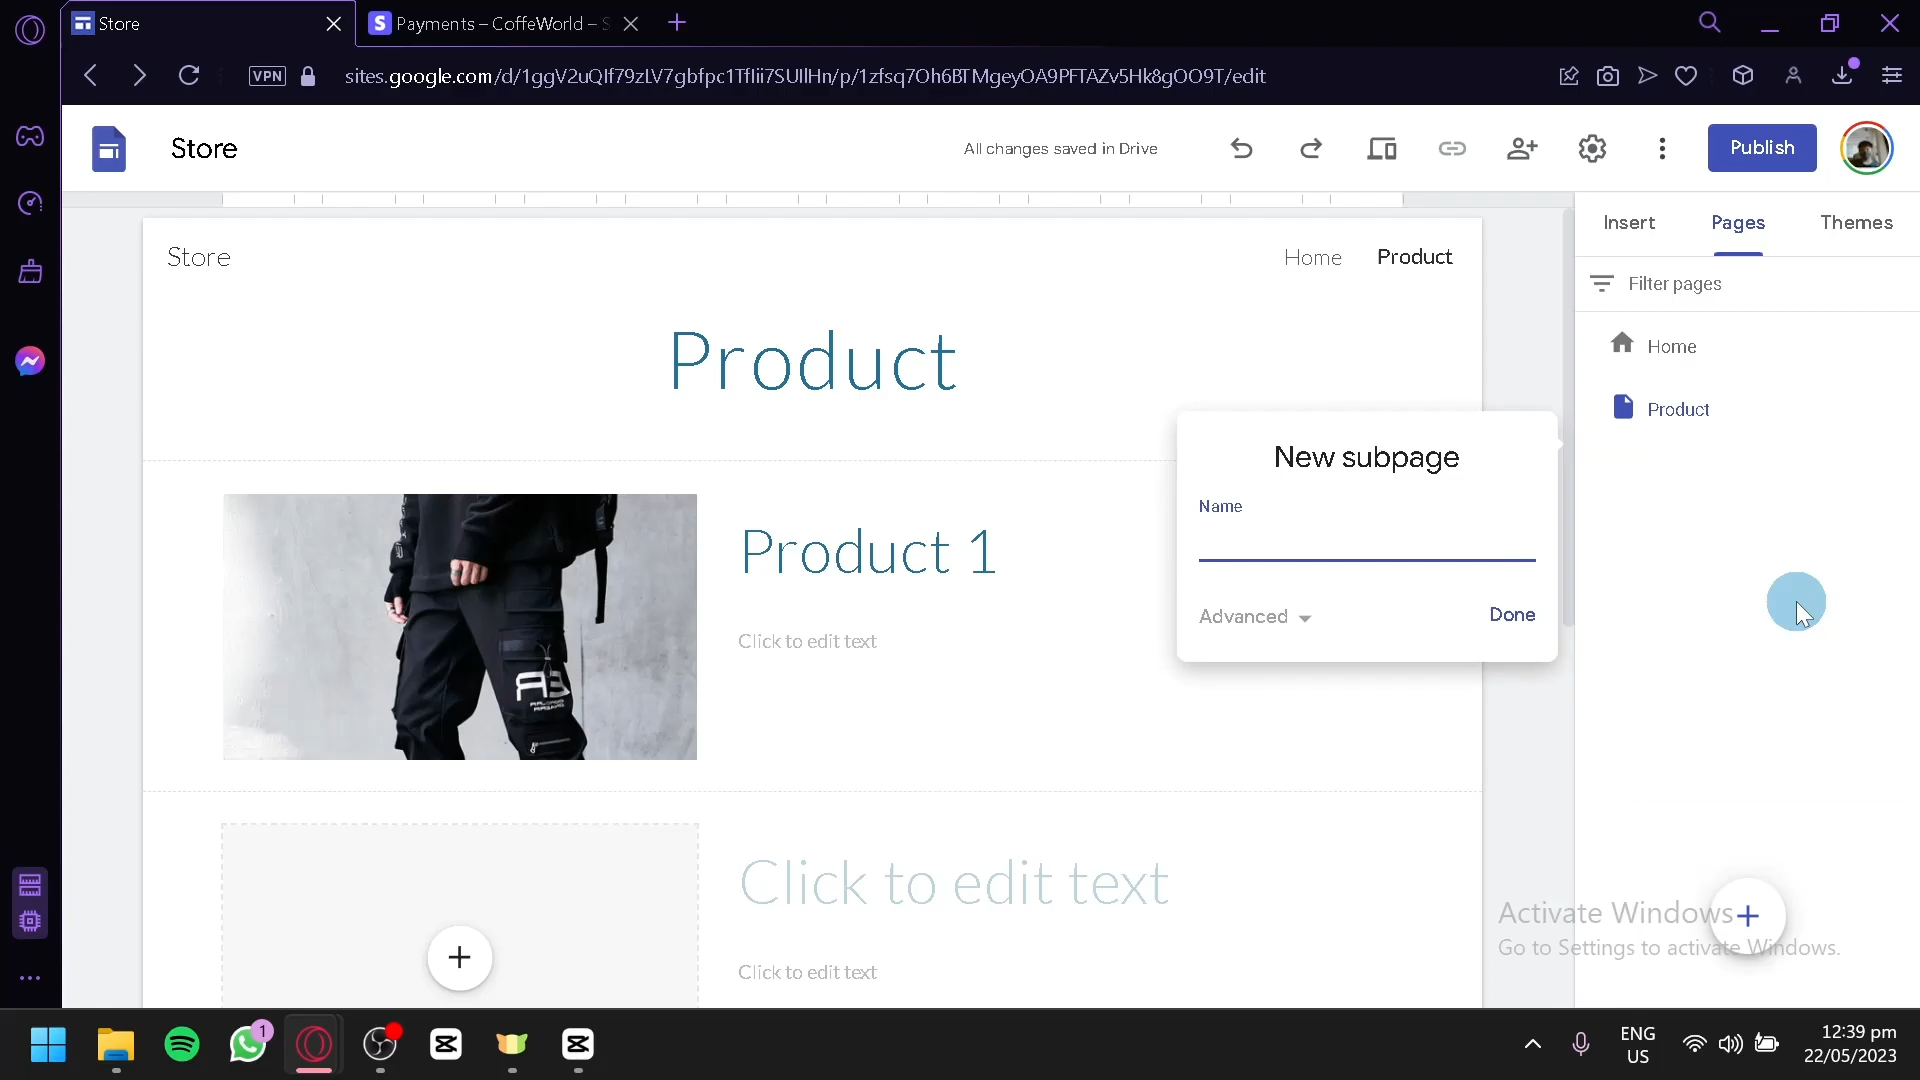 Store
Payments – CoffeWorld – S
VPN
sites.google.com/d/1ggV2uQIf79zLV7gbfpc1Tflii7SUIlHn/p/1zfsq7Oh6BTMgeyOA9PFTAZv5Hk8gOO9T/edit
Store
All changes saved in Drive
Publish
Insert
Pages
Themes
Filter pages
Home
Product
Store
Home
Product
Product
Product 1
Click to edit text
New subpage
Name
Advanced
Done
Click to edit text
Click to edit text
Activate Windows
Go to Settings to activate Windows.
1
ENG
US
12:39 pm
22/05/2023